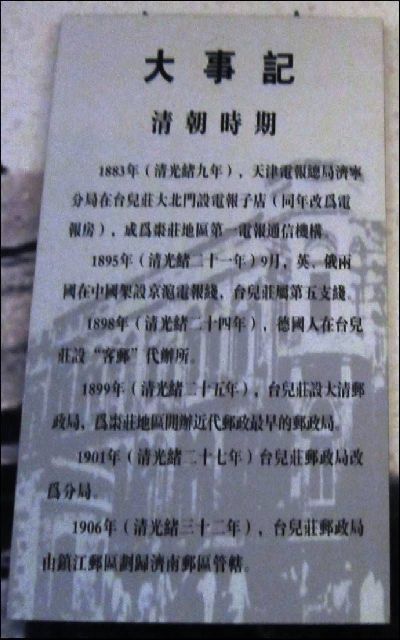 大事記
清朝時期
1883年（清光緒九年），天津電報總局濟寧
分局在台兒莊大北門設電報子店（同年改爲電
報房），成爲棗莊地區第一電報通信機構。
1895年（清光緒二十一年）9月，英、俄兩
國在中國架設京滬電報綫，台兒莊屬第五支綫。
1898年（清光緒二十四年），德國人在台兒
莊設“客郵”代辦所。
1899年（清光緒二十五年），台兒莊設大清郵
政局，爲棗莊地區開辦近代郵政最早的郵政局。
1901年（清光緒二十七年）台兒莊郵政局改
爲分局。
1906年（清光緒三十二年），台兒莊郵政局
由鎮江郵區劃歸濟南郵區管轄。